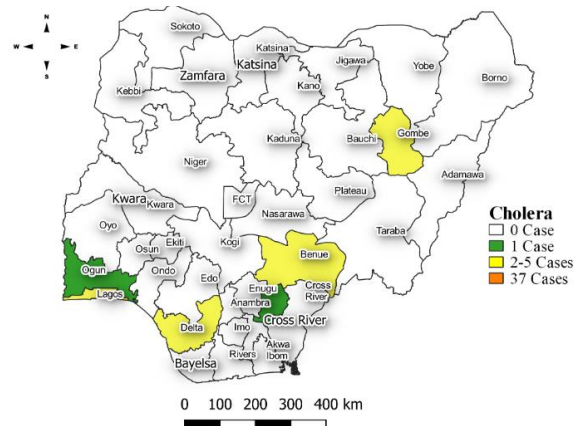 N
W E
S
Sokoto
Katsina
Katsina
Jigawa
Yobe
Borno
Zamfara
Kebbi
Kano
Gombe
Kaduna
Bauchi
Niger
Adamawa
Plateau
Kwara
Kwara
FCT
Nasarawa
Taraba
Oyo
Osun
Ekiti
Kogi
Benue
Ogun
Ondo
Edo
Enugu
Cross
River
Lagos
Anambra
Cross River
Delta
Imo
Akwa
Ibom
Rivers
Bayelsa
Cholera
0 Case
1 Case
2-5 Cases
37 Cases
0 100 200 300 400 km